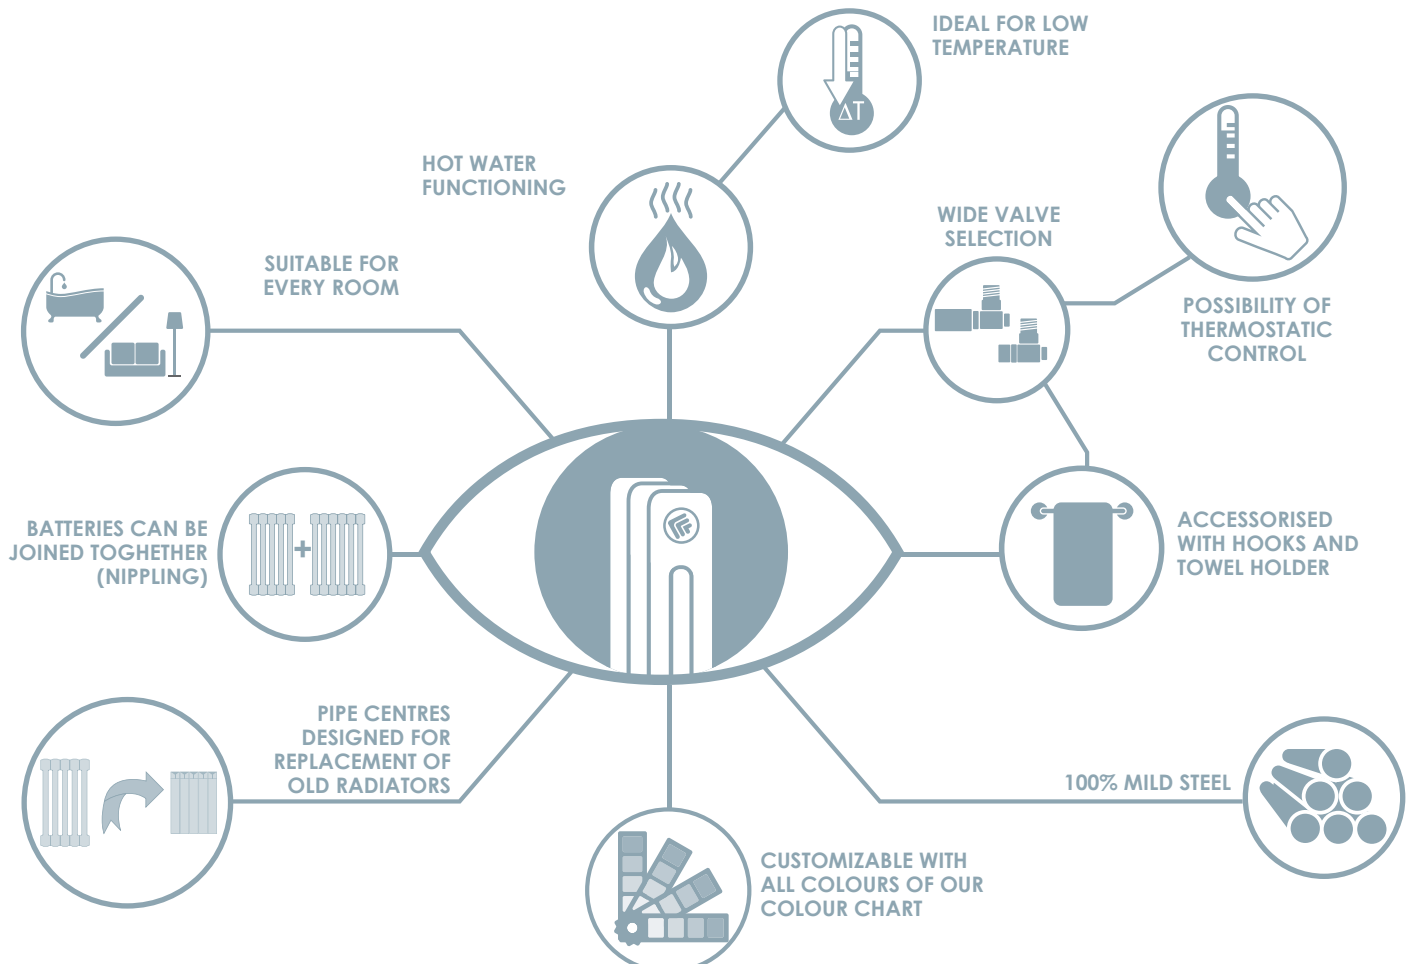 IDEAL FOR LOW
TEMPERATURE
ΔT
HOT WATER
FUNCTIONING
WIDE VALVE
SELECTION
SUITABLE FOR
EVERY ROOM
POSSIBILITY OF
THERMOSTATIC
CONTROL
BATTERIES CAN BE
JOINED TOGHETHER
(NIPPLING)
+
ACCESSORISED
WITH HOOKS AND
TOWEL HOLDER
PIPE CENTRES
DESIGNED FOR
REPLACEMENT OF
OLD RADIATORS
100% MILD STEEL
CUSTOMIZABLE WITH
ALL COLOURS OF OUR
COLOUR CHART